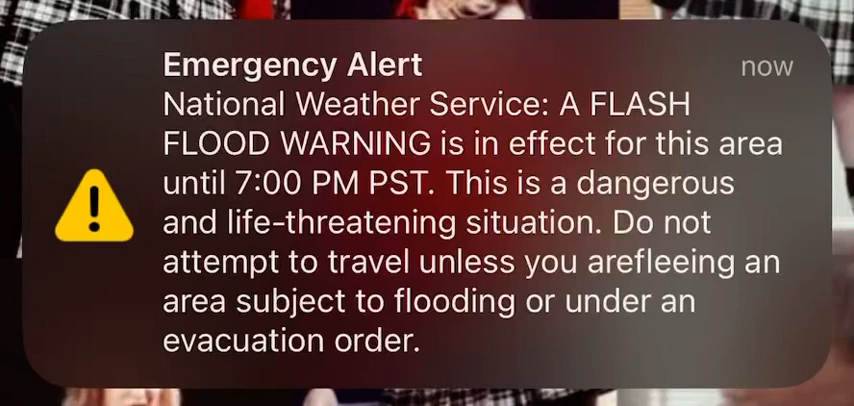 Emergency Alert now
National Weather Service: A FLASH
FLOOD WARNING is in effect for this area
until 7:00 PM PST. This is a dangerous
and life-threatening situation. Do not
attempt to travel unless you arefleeing an
area subject to flooding or under an
evacuation order.